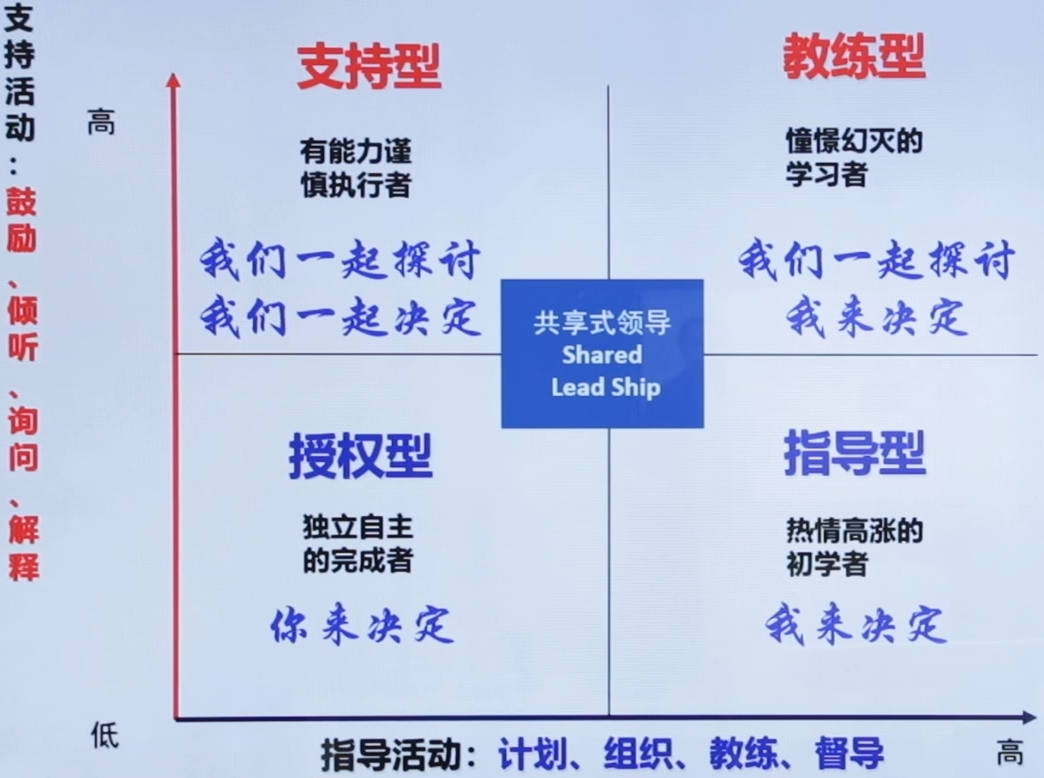 支持活动：鼓励、倾听、询问、解释
高
支持型
有能力谨
慎执行者
我们一起探讨
我们一起决定
教练型
憧憬幻灭的
学习者
我们一起探讨
我来决定
共享式领导
Shared
Lead Ship
授权型
独立自主
的完成者
你来决定
指导型
热情高涨的
初学者
我来决定
低
指导活动：计划、组织、教练、督导
高